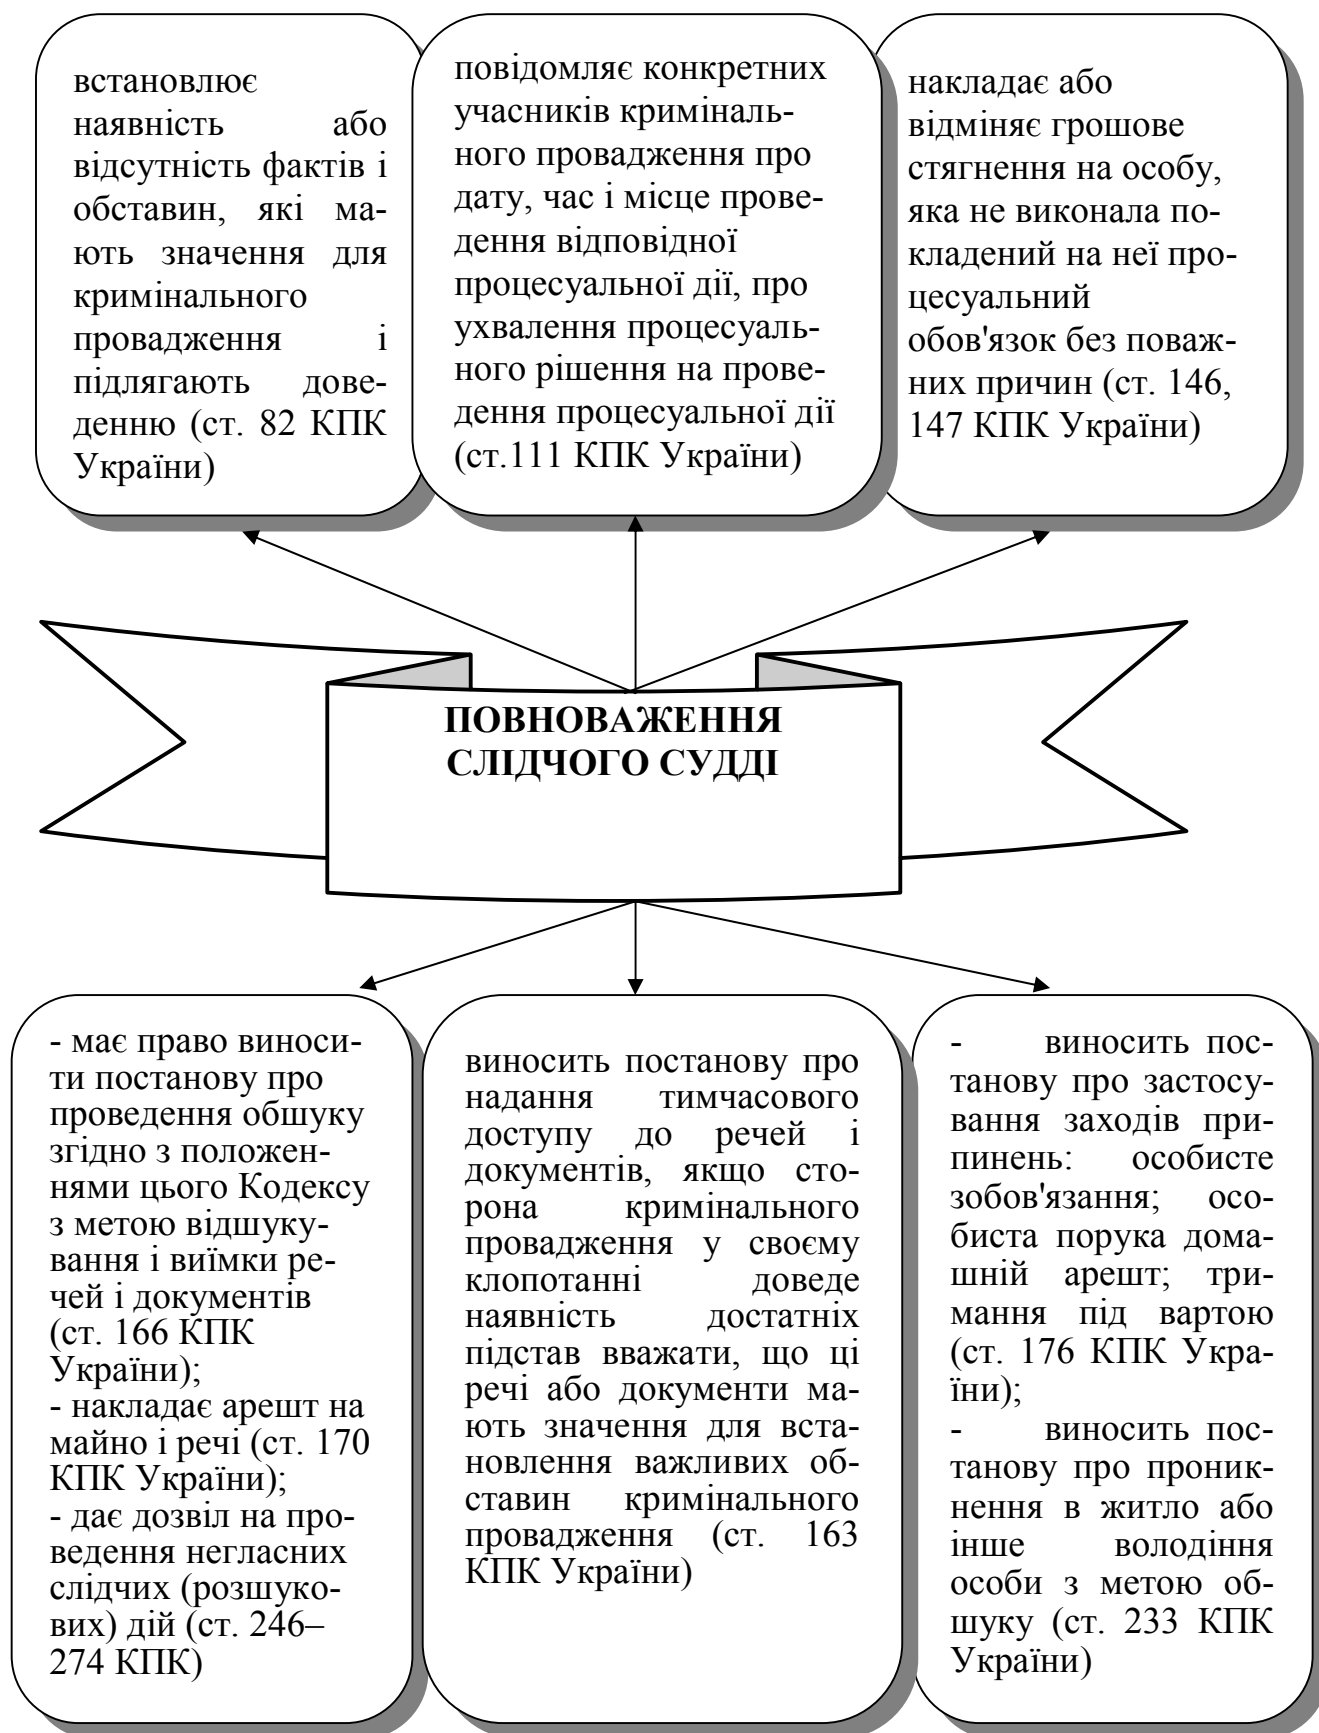 встановлює
наявність або
відсутність фактів і
обставин, які ма-
ють значення для
кримінального
провадження і
підлягають дове-
денню (ст. 82 КПК
України)
повідомляє конкретних
учасників криміналь-
ного провадження про
дату, час і місце прове-
дення відповідної
процесуальної дії, про
ухвалення процесуаль-
ного рішення на прове-
дення процесуальної дії
(ст.111 КПК України)
накладає або
відміняє грошове
стягнення на особу,
яка не виконала по-
кладений на неї про-
цесуальний
обов'язок без поваж-
них причин (ст. 146,
147 КПК України)
ПОВНОВАЖЕННЯ
СЛІДЧОГО СУДДІ
- має право виноси-
ти постанову про
проведення обшуку
згідно з положен-
нями цього Кодексу
з метою відшуку-
вання і виїмки ре-
чей і документів
(ст. 166 КПК
України);
- накладає арешт на
майно і речі (ст. 170
КПК України);
- дає дозвіл на про-
ведення негласних
слідчих (розшуко-
вих) дій (ст. 246–
274 КПК)
виносить постанову про
надання тимчасового
доступу до речей і
документів, якщо сто-
рона кримінального
провадження у своєму
клопотанні доведе
наявність достатніх
підстав вважати, що ці
речі або документи ма-
ють значення для вста-
новлення важливих об-
ставин кримінального
провадження (ст. 163
КПК України)
- виносить пос-
танову про застосу-
вання заходів при-
пинень: особисте
зобов'язання; осо-
биста порука дома-
шній арешт; три-
мання під вартою
(ст. 176 КПК Укра-
їни);
- виносить пос-
танову про проник-
нення в житло або
інше володіння
особи з метою об-
шуку (ст. 233 КПК
України)